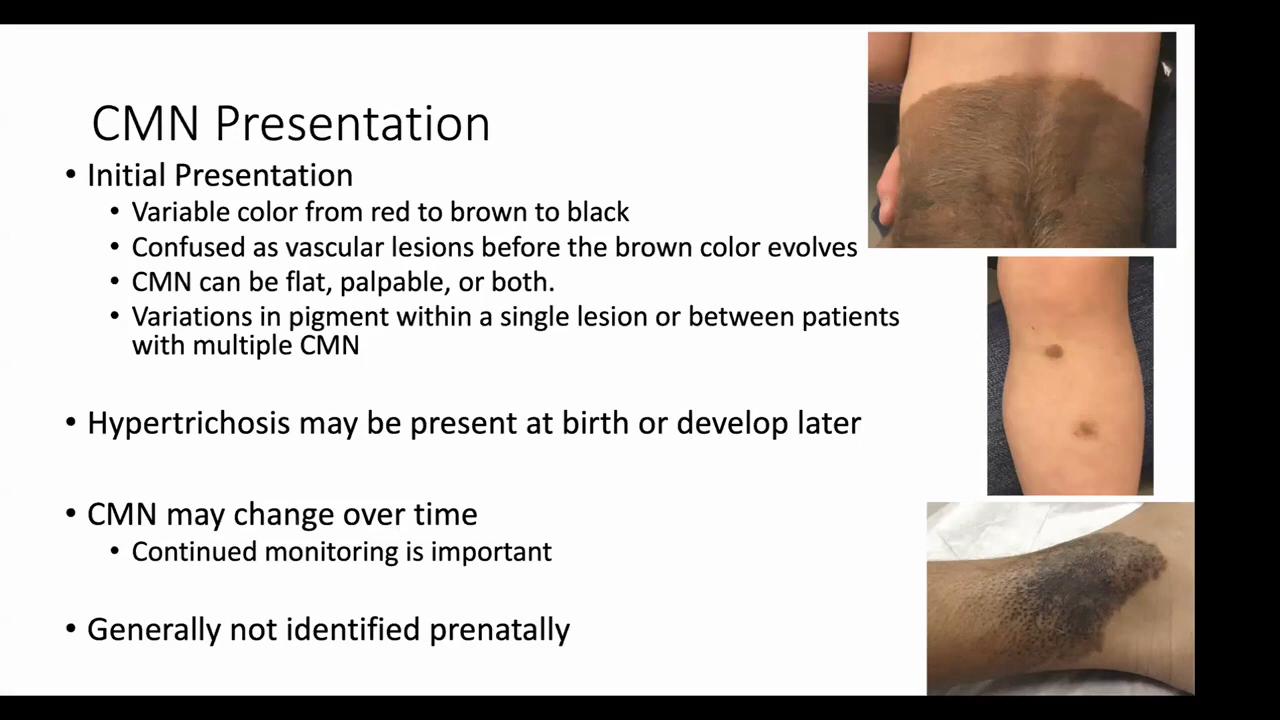 CMN Presentation
• Initial Presentation
• Variable color from red to brown to black
• Confused as vascular lesions before the brown color evolves
• CMN can be flat, palpable, or both.
• Variations in pigment within a single lesion or between patients
with multiple CMN
• Hypertrichosis may be present at birth or develop later
• CMN may change over time
• Continued monitoring is important
• Generally not identified prenatally